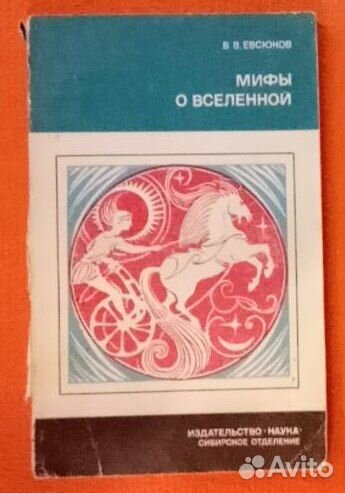 В. В. ЕВСЮКОВ
МИФЫ
О ВСЕЛЕННОЙ
ИЗДАТЕЛЬСТВО · НАУКА ·
СИБИРСКОЕ ОТДЕЛЕНИЕ
Avito